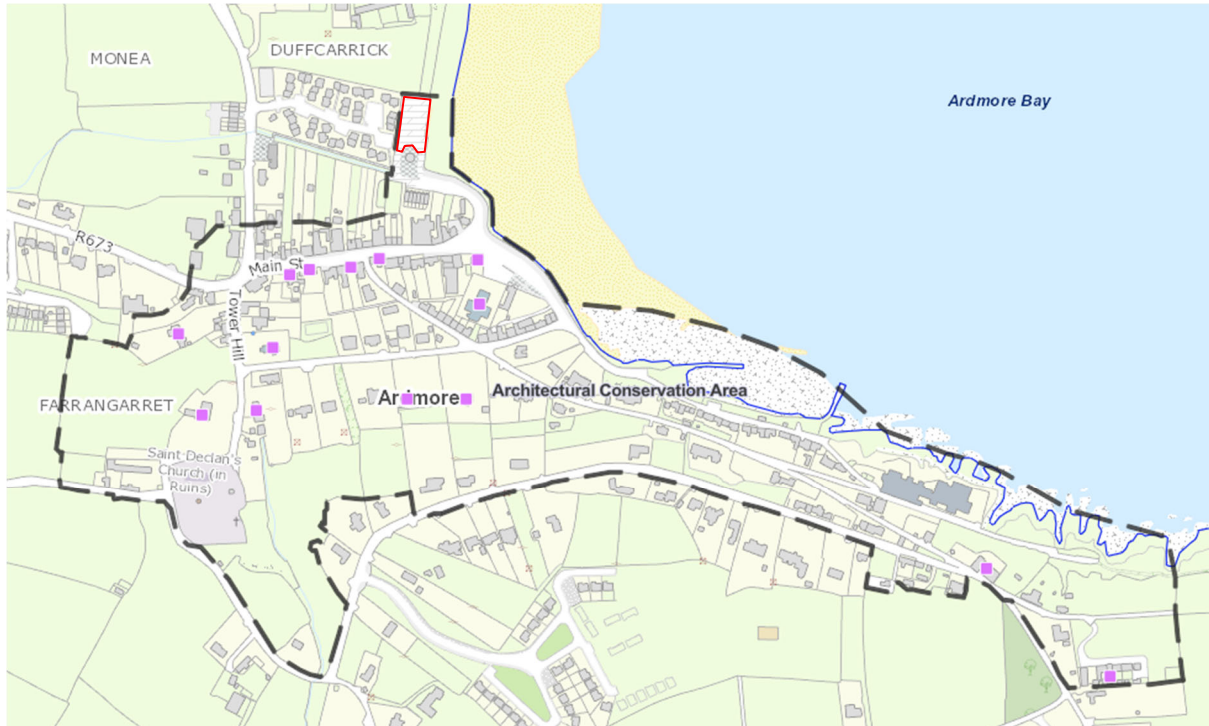 DUFFCARRICK
MONEA
Ardmore Bay
R673
Main St
Tower Hill
Architectural Conservation Area
Ardmore
FARRANGARRET
Saint Declan's
Church (in
Ruins)